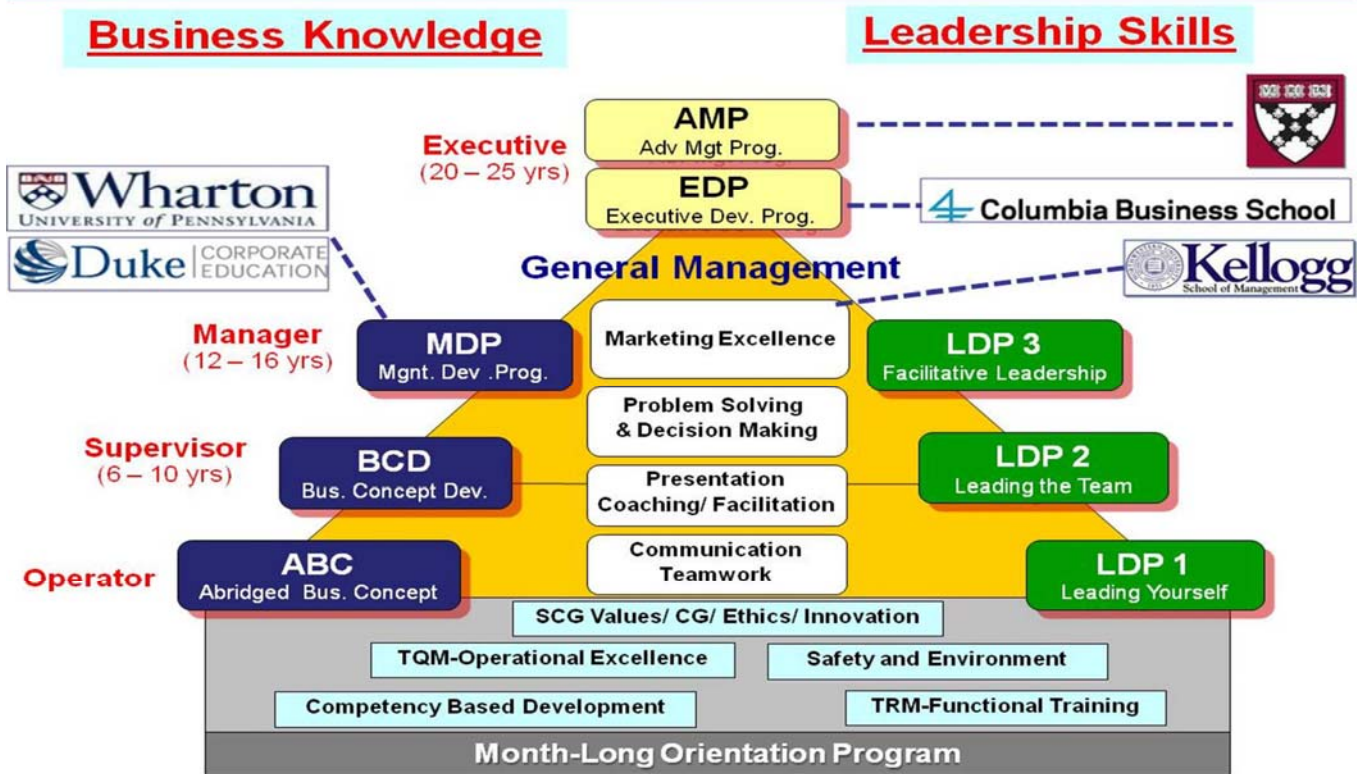 Business Knowledge
Leadership Skills
AMP
Adv Mgt Prog.
Executive
(20 – 25 yrs)
EDP
Executive Dev. Prog.
Wharton
UNIVERSITY of PENNSYLVANIA
Duke CORPORATE
EDUCATION
Columbia Business School
Kellogg
School of Management
General Management
Manager
(12 – 16 yrs)
MDP
Mgnt. Dev .Prog.
Marketing Excellence
LDP 3
Facilitative Leadership
Problem Solving
& Decision Making
Supervisor
(6 – 10 yrs)
BCD
Bus. Concept Dev.
Presentation
Coaching/ Facilitation
LDP 2
Leading the Team
Operator
ABC
Abridged Bus. Concept
Communication
Teamwork
LDP 1
Leading Yourself
SCG Values/ CG/ Ethics/ Innovation
TQM-Operational Excellence
Safety and Environment
Competency Based Development
TRM-Functional Training
Month-Long Orientation Program